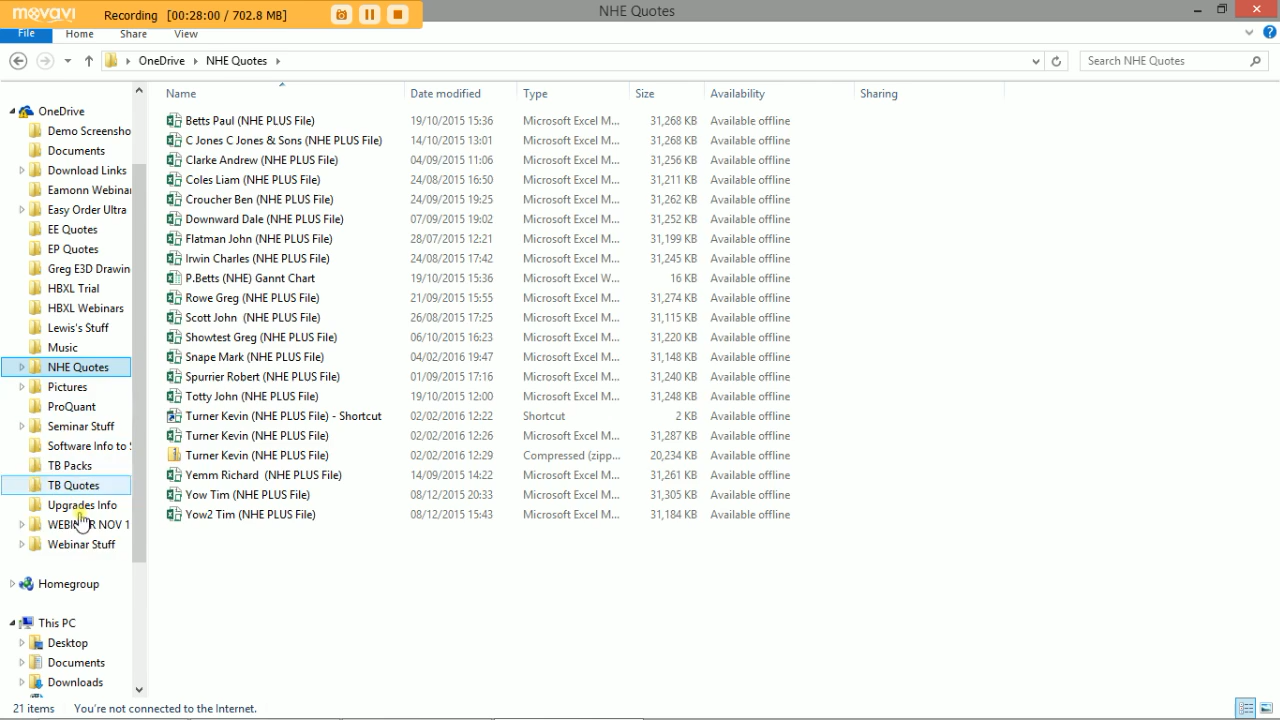 movavi Recording [00:28:00 / 702.8 MB] NHE Quotes
File Home Share View
OneDrive NHE Quotes Search NHE Quotes
Name Date modified Type Size Availability Sharing
OneDrive
Demo Screensho
Documents
Download Links
Eamonn Webinar
Easy Order Ultra
EE Quotes
EP Quotes
Greg E3D Drawin
HBXL Trial
HBXL Webinars
Lewis's Stuff
Music
NHE Quotes
Pictures
ProQuant
Seminar Stuff
Software Info to S
TB Packs
TB Quotes
Upgrades Info
WEBINAR NOV 1
Webinar Stuff
Homegroup
This PC
Desktop
Documents
Downloads
Betts Paul (NHE PLUS File) 19/10/2015 15:36 Microsoft Excel M... 31,268 KB Available offline
C Jones C Jones & Sons (NHE PLUS File) 14/10/2015 13:01 Microsoft Excel M... 31,268 KB Available offline
Clarke Andrew (NHE PLUS File) 04/09/2015 11:06 Microsoft Excel M... 31,256 KB Available offline
Coles Liam (NHE PLUS File) 24/08/2015 16:50 Microsoft Excel M... 31,211 KB Available offline
Croucher Ben (NHE PLUS File) 24/09/2015 19:25 Microsoft Excel M... 31,262 KB Available offline
Downward Dale (NHE PLUS File) 07/09/2015 19:02 Microsoft Excel M... 31,252 KB Available offline
Flatman John (NHE PLUS File) 28/07/2015 12:21 Microsoft Excel M... 31,199 KB Available offline
Irwin Charles (NHE PLUS File) 24/08/2015 17:42 Microsoft Excel M... 31,245 KB Available offline
P.Betts (NHE) Gannt Chart 19/10/2015 15:36 Microsoft Excel W... 16 KB Available offline
Rowe Greg (NHE PLUS File) 21/09/2015 15:55 Microsoft Excel M... 31,274 KB Available offline
Scott John (NHE PLUS File) 26/08/2015 17:25 Microsoft Excel M... 31,115 KB Available offline
Showtest Greg (NHE PLUS File) 06/10/2015 16:23 Microsoft Excel M... 31,220 KB Available offline
Snape Mark (NHE PLUS File) 04/02/2016 19:47 Microsoft Excel M... 31,148 KB Available offline
Spurrier Robert (NHE PLUS File) 01/09/2015 17:16 Microsoft Excel M... 31,240 KB Available offline
Totty John (NHE PLUS File) 19/10/2015 12:00 Microsoft Excel M... 31,248 KB Available offline
Turner Kevin (NHE PLUS File) - Shortcut 02/02/2016 12:22 Shortcut 2 KB Available offline
Turner Kevin (NHE PLUS File) 02/02/2016 12:26 Microsoft Excel M... 31,287 KB Available offline
Turner Kevin (NHE PLUS File) 02/02/2016 12:29 Compressed (zipp... 20,234 KB Available offline
Yemm Richard (NHE PLUS File) 14/09/2015 14:22 Microsoft Excel M... 31,261 KB Available offline
Yow Tim (NHE PLUS File) 08/12/2015 20:33 Microsoft Excel M... 31,305 KB Available offline
Yow2 Tim (NHE PLUS File) 08/12/2015 15:43 Microsoft Excel M... 31,184 KB Available offline
21 items You're not connected to the Internet.